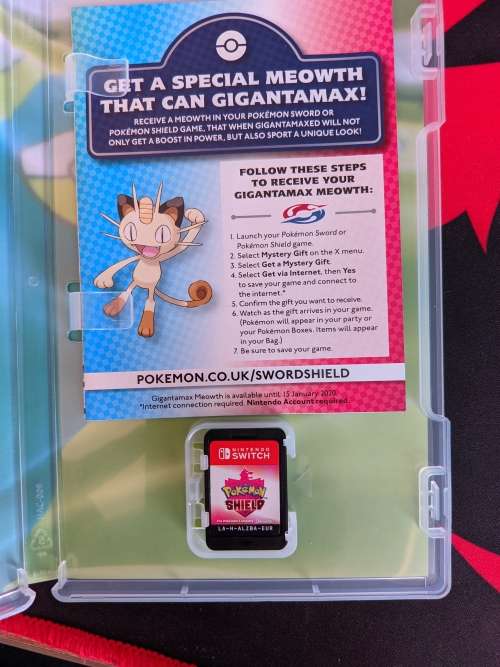 GET A SPECIAL MEOWTH
THAT CAN GIGANTAMAX!
RECEIVE A MEOWTH IN YOUR POKÉMON SWORD OR
POKÉMON SHIELD GAME, THAT WHEN GIGANTAMAXED WILL NOT
ONLY GET A BOOST IN POWER, BUT ALSO SPORT A UNIQUE LOOK!
FOLLOW THESE STEPS
TO RECEIVE YOUR
GIGANTAMAX MEOWTH:
1. Launch your Pokémon Sword or
Pokémon Shield game.
2. Select Mystery Gift on the X menu.
3. Select Get a Mystery Gift.
4. Select Get via Internet, then Yes
to save your game and connect to
the internet.*
5. Confirm the gift you want to receive.
6. Watch as the gift arrives in your game.
(Pokémon will appear in your party or
your Pokémon Boxes. Items will appear
in your Bag.)
7. Be sure to save your game.
POKEMON.CO.UK/SWORDSHIELD
Gigantamax Meowth is available until 15 January 2020.
*Internet connection required. Nintendo Account required.
NINTENDO
SWITCH
POKÉMON
SHIELD
LA-H-ALZBA-EUR